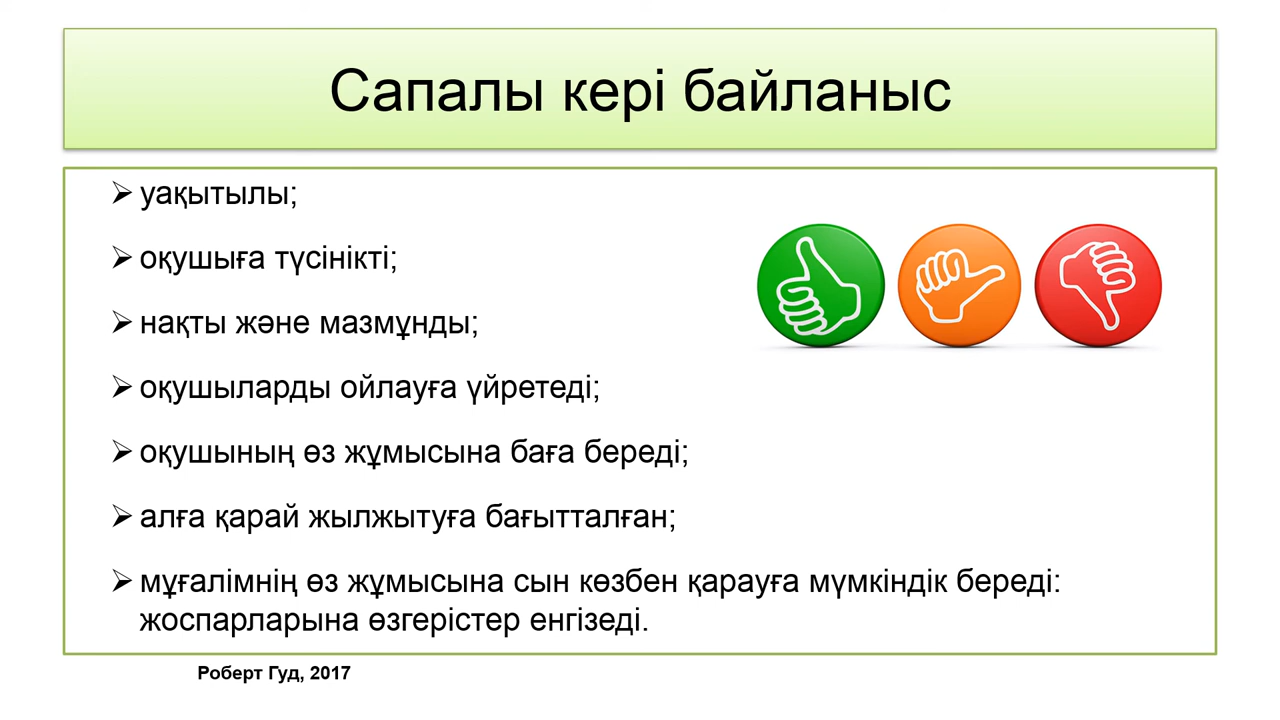 Сапалы кері байланыс
➢ уақытылы;
➢ оқушыға түсінікті;
➢ нақты және мазмұнды;
➢ оқушыларды ойлауға үйретеді;
➢ оқушының өз жұмысына баға береді;
➢ алға қарай жылжытуға бағытталған;
➢ мұғалімнің өз жұмысына сын көзбен қарауға мүмкіндік береді:
жоспарларына өзгерістер енгізеді.
Роберт Гуд, 2017